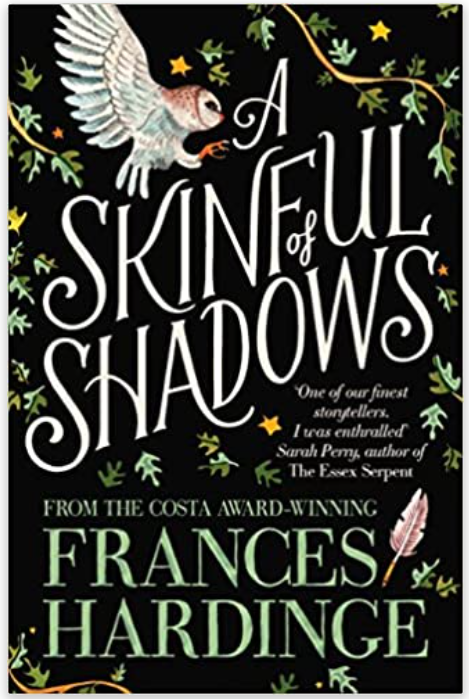 A
SKINFUL
of
SHADOWS
'One of our finest
storytellers.
I was enthralled'
Sarah Perry, author of
The Essex Serpent
FROM THE COSTA AWARD-WINNING
FRANCES
HARDINGE